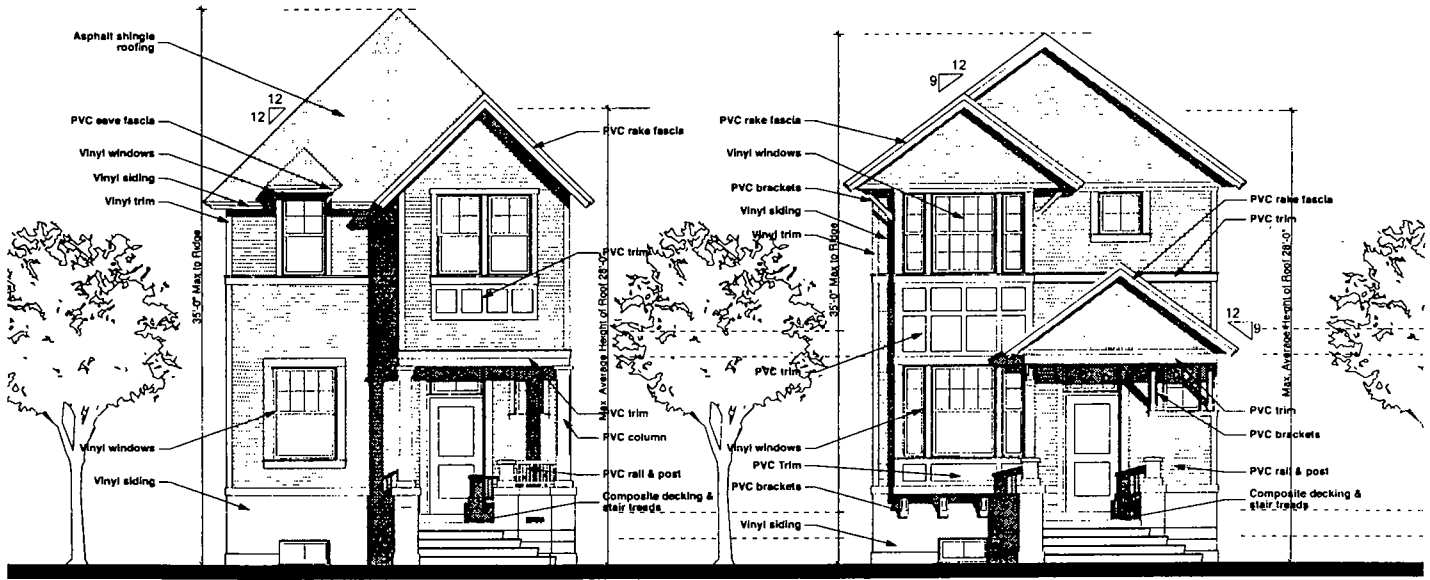 Asphalt shingle
roofing
12
12
PVC eave fascia
Vinyl windows
Vinyl siding
Vinyl trim
35'-0" Max to Ridge
Vinyl windows
Vinyl siding
PVC rake fascia
PVC trim
Max Average Height of Roof 28'-0"
VC trim
PVC column
PVC rail & post
Composite decking &
stair treads
12
9
PVC rake fascia
Vinyl windows
PVC brackets
Vinyl siding
Vinyl trim
35'-0" Max to Ridge
PVC trim
Vinyl windows
PVC Trim
PVC brackets
Vinyl siding
PVC rake fascia
PVC trim
12
9
Max Average Height of Roof 28'-0"
PVC trim
PVC brackets
PVC rail & post
Composite decking &
stair treads